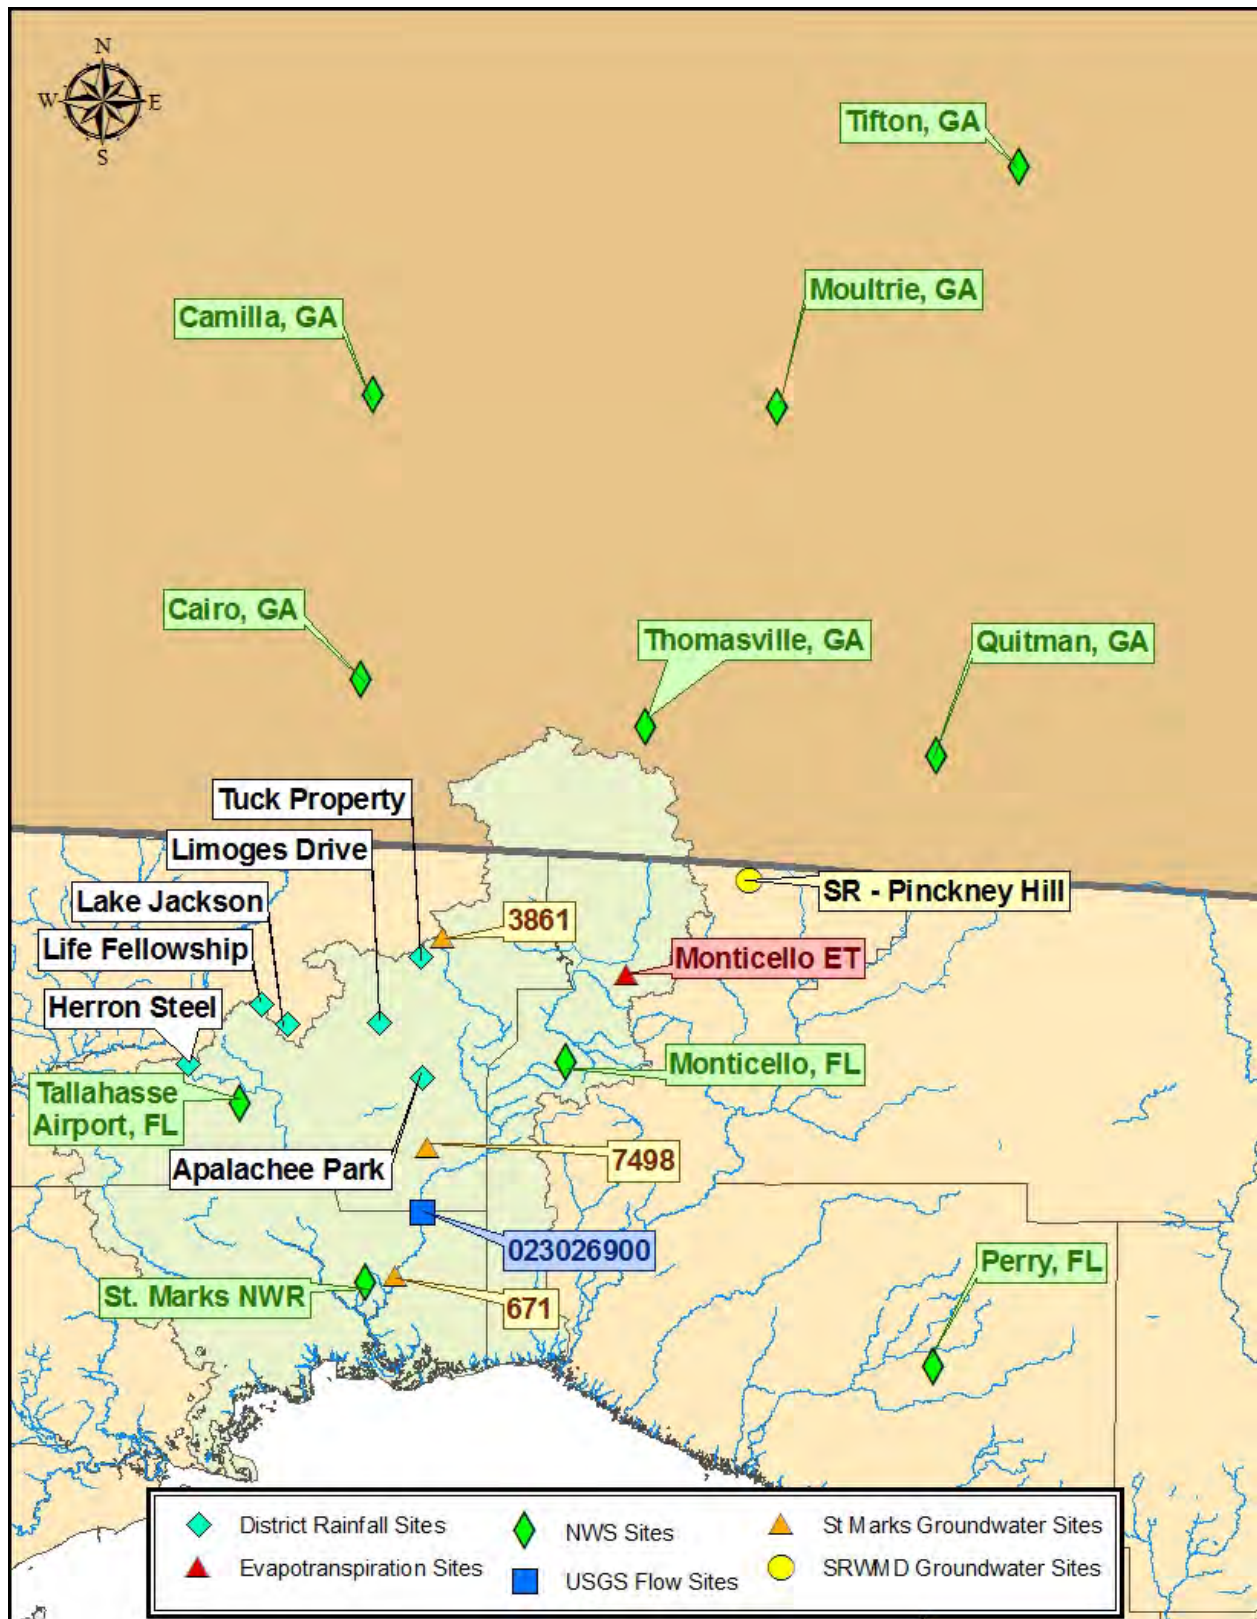 N
W E
S
Tifton, GA
Moultrie, GA
Camilla, GA
Cairo, GA
Thomasville, GA
Quitman, GA
Tuck Property
Limoges Drive
SR - Pinckney Hill
Lake Jackson
3861
Life Fellowship
Monticello ET
Herron Steel
Monticello, FL
Tallahasse
Airport, FL
7498
Apalachee Park
023026900
Perry, FL
St. Marks NWR
671
District Rainfall Sites
NWS Sites
St Marks Groundwater Sites
Evapotranspiration Sites
USGS Flow Sites
SRWMD Groundwater Sites